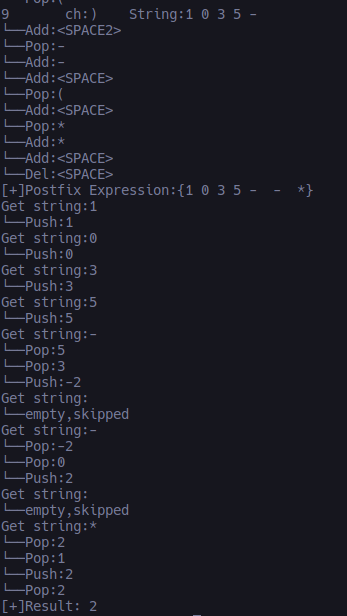 └──Pop:(
9      ch:)    String:1 0 3 5 -
└──Add:<SPACE2>
└──Pop:-
└──Add:-
└──Add:<SPACE>
└──Pop:(
└──Add:<SPACE>
└──Pop:*
└──Add:*
└──Add:<SPACE>
└──Del:<SPACE>
[+]Postfix Expression:{1 0 3 5 -  -  *}
Get string:1
└──Push:1
Get string:0
└──Push:0
Get string:3
└──Push:3
Get string:5
└──Push:5
Get string:-
└──Pop:5
└──Pop:3
└──Push:-2
Get string:
└──empty,skipped
Get string:-
└──Pop:-2
└──Pop:0
└──Push:2
Get string:
└──empty,skipped
Get string:*
└──Pop:2
└──Pop:1
└──Push:2
└──Pop:2
[+]Result: 2